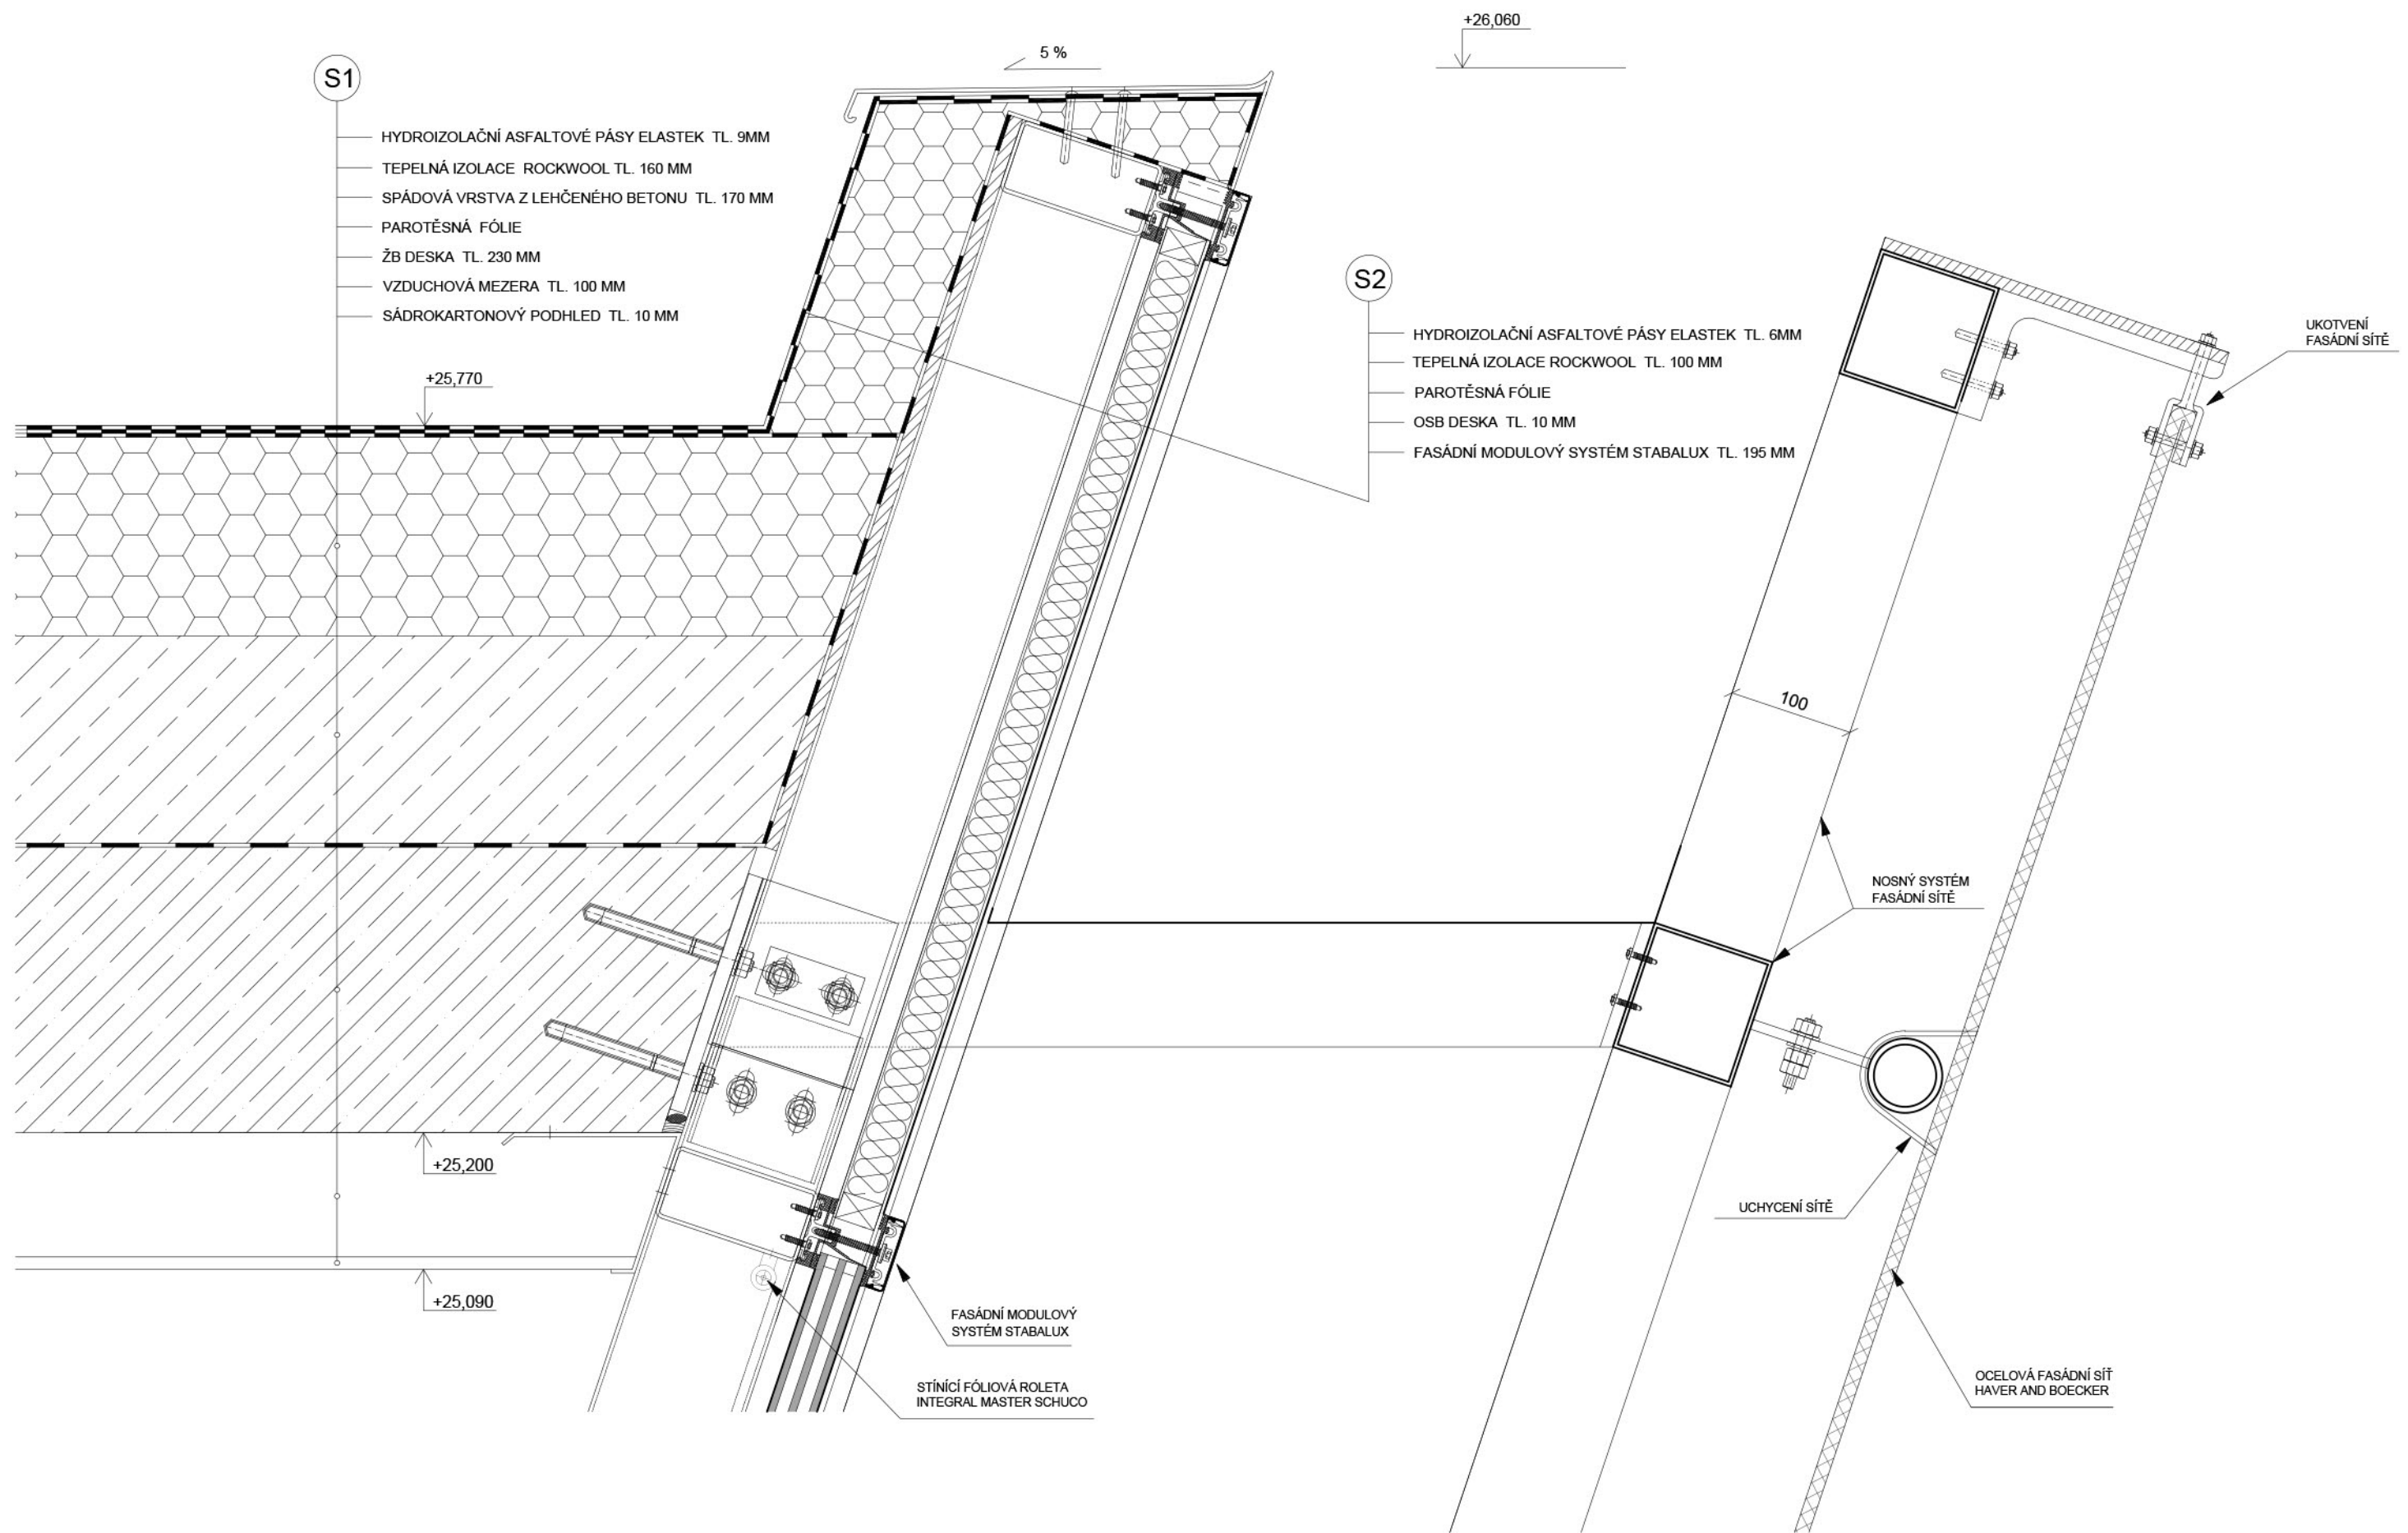 +26,060
5 %
S1
HYDROIZOLAČNÍ ASFALTOVÉ PÁSY ELASTEK TL. 9MM
TEPELNÁ IZOLACE ROCKWOOL TL. 160 MM
SPÁDOVÁ VRSTVA Z LEHČENÉHO BETONU TL. 170 MM
PAROTĚSNÁ FÓLIE
ŽB DESKA TL. 230 MM
VZDUCHOVÁ MEZERA TL. 100 MM
SÁDROKARTONOVÝ PODHLED TL. 10 MM
+25,770
S2
HYDROIZOLAČNÍ ASFALTOVÉ PÁSY ELASTEK TL. 6MM
TEPELNÁ IZOLACE ROCKWOOL TL. 100 MM
PAROTĚSNÁ FÓLIE
OSB DESKA TL. 10 MM
FASÁDNÍ MODULOVÝ SYSTÉM STABALUX TL. 195 MM
UKOTVENÍ
FASÁDNÍ SÍTĚ
100
NOSNÝ SYSTÉM
FASÁDNÍ SÍTĚ
+25,200
UCHYCENÍ SÍTĚ
+25,090
FASÁDNÍ MODULOVÝ
SYSTÉM STABALUX
STÍNÍCÍ FÓLIOVÁ ROLETA
INTEGRAL MASTER SCHUCO
OCELOVÁ FASÁDNÍ SÍŤ
HAVER AND BOECKER